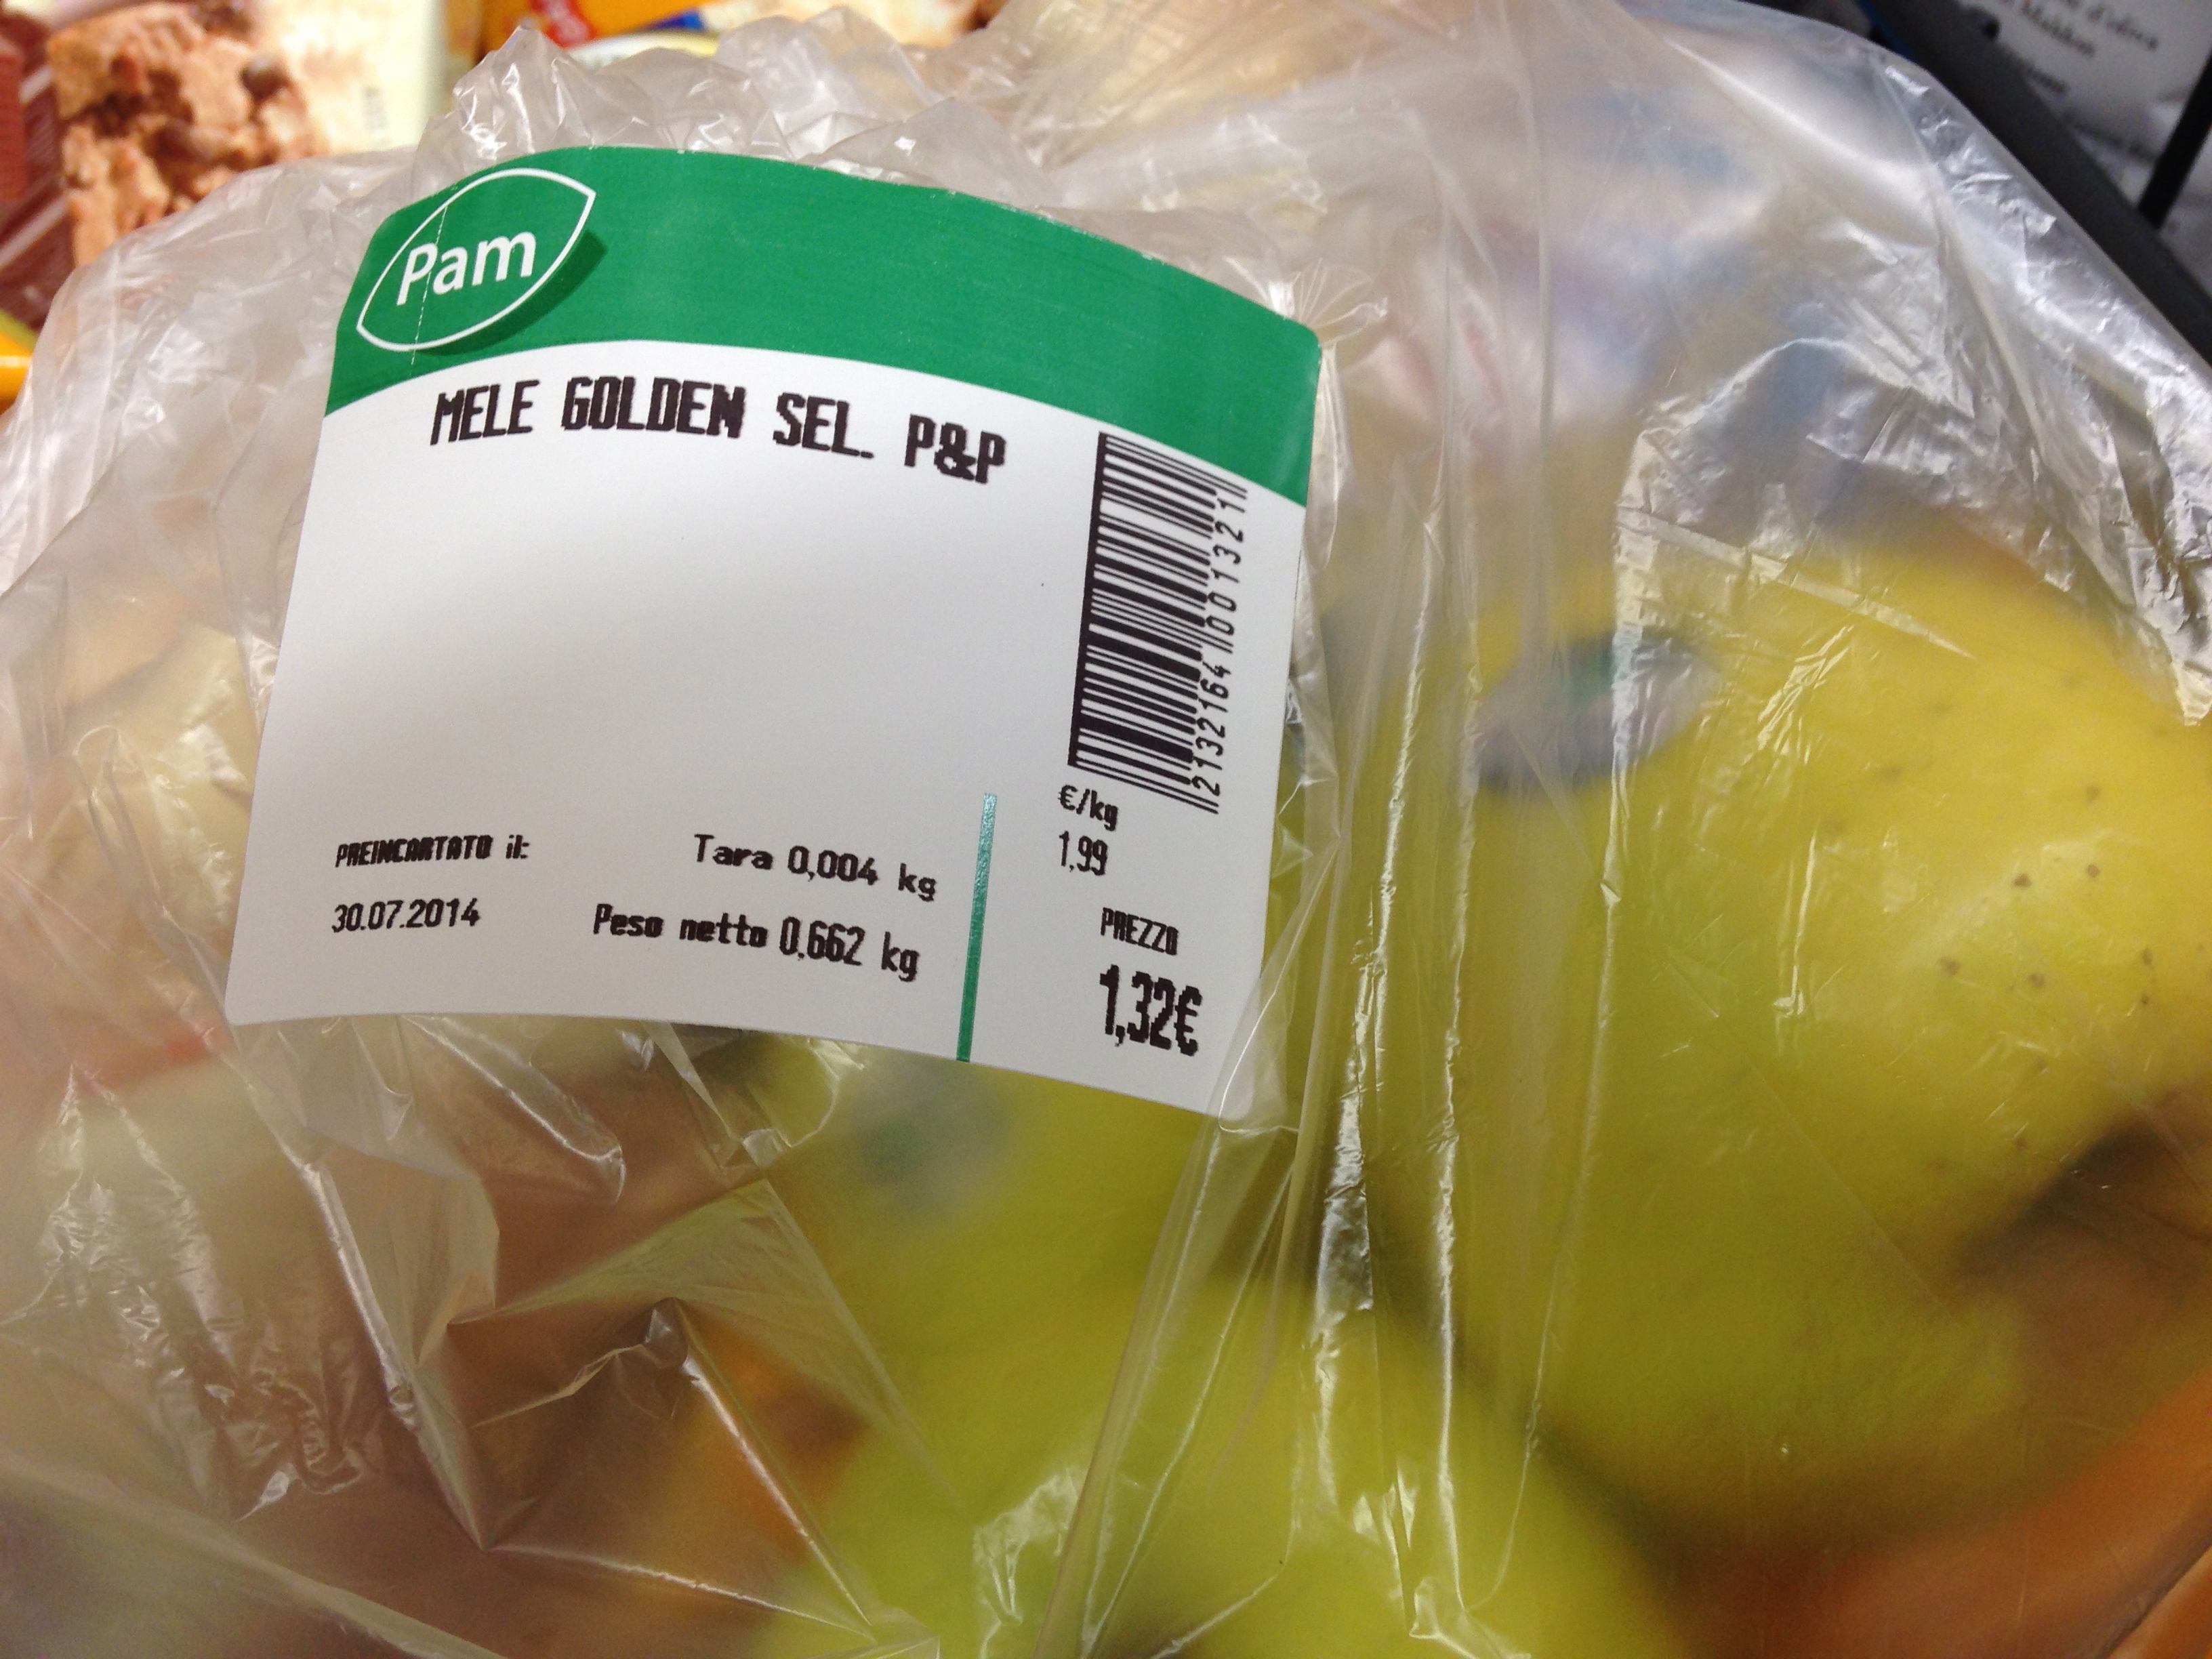 Pam
MELE GOLDEN SEL. P&P
2132164 001321
€/kg
1,99
PREINCARTATO il:
Tara 0,004 kg
30.07.2014
Peso netto 0,662 kg
PREZZO
1,32€